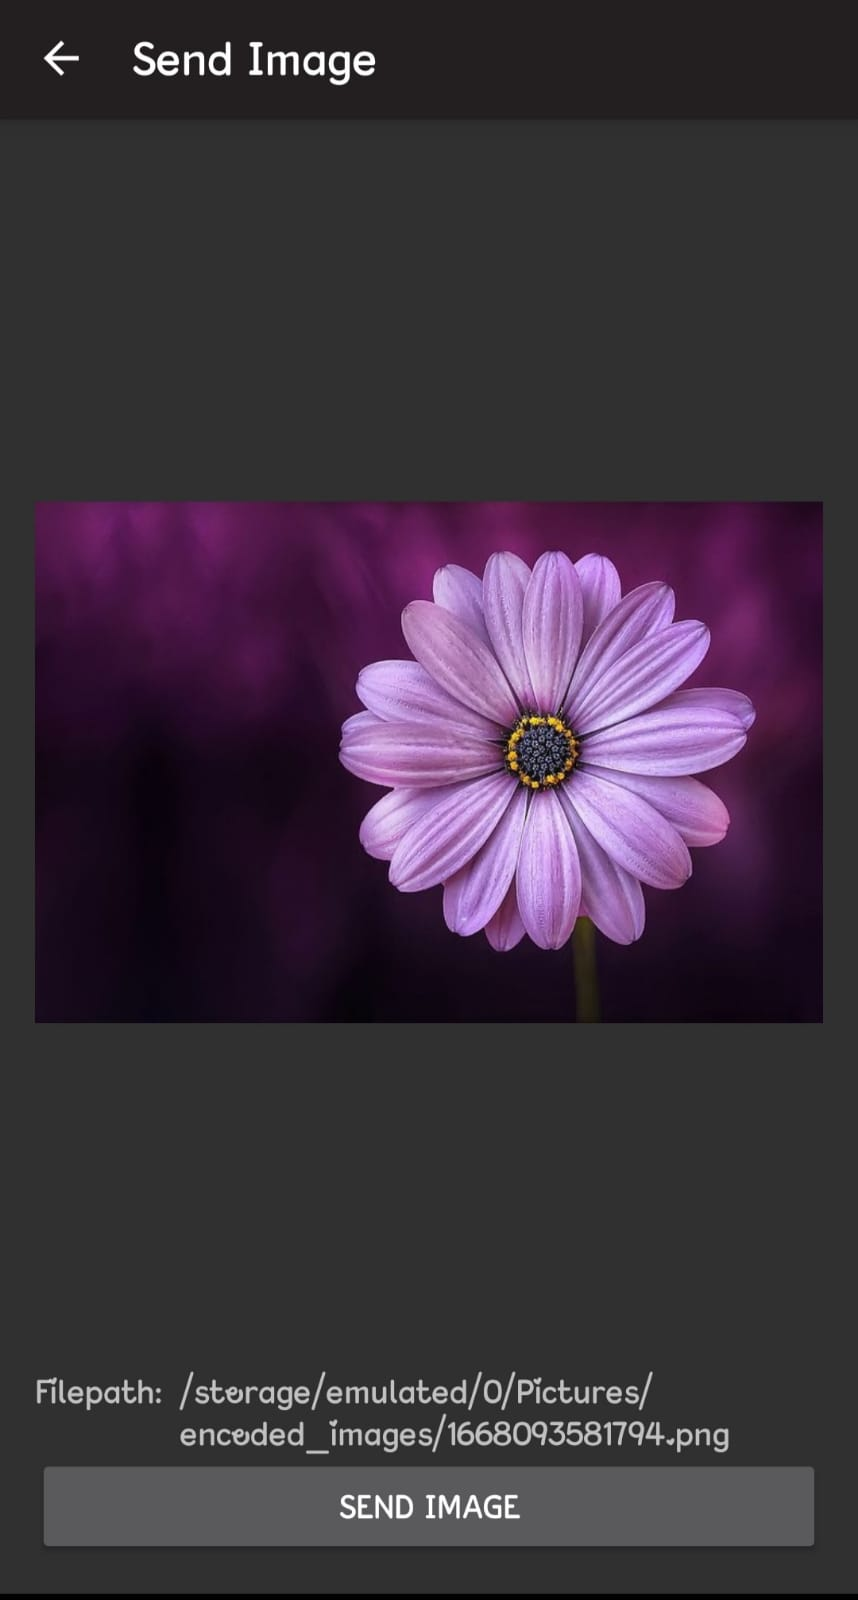 Send Image
Filepath: /storage/emulated/0/Pictures/
encoded_images/1668093581794.png
SEND IMAGE